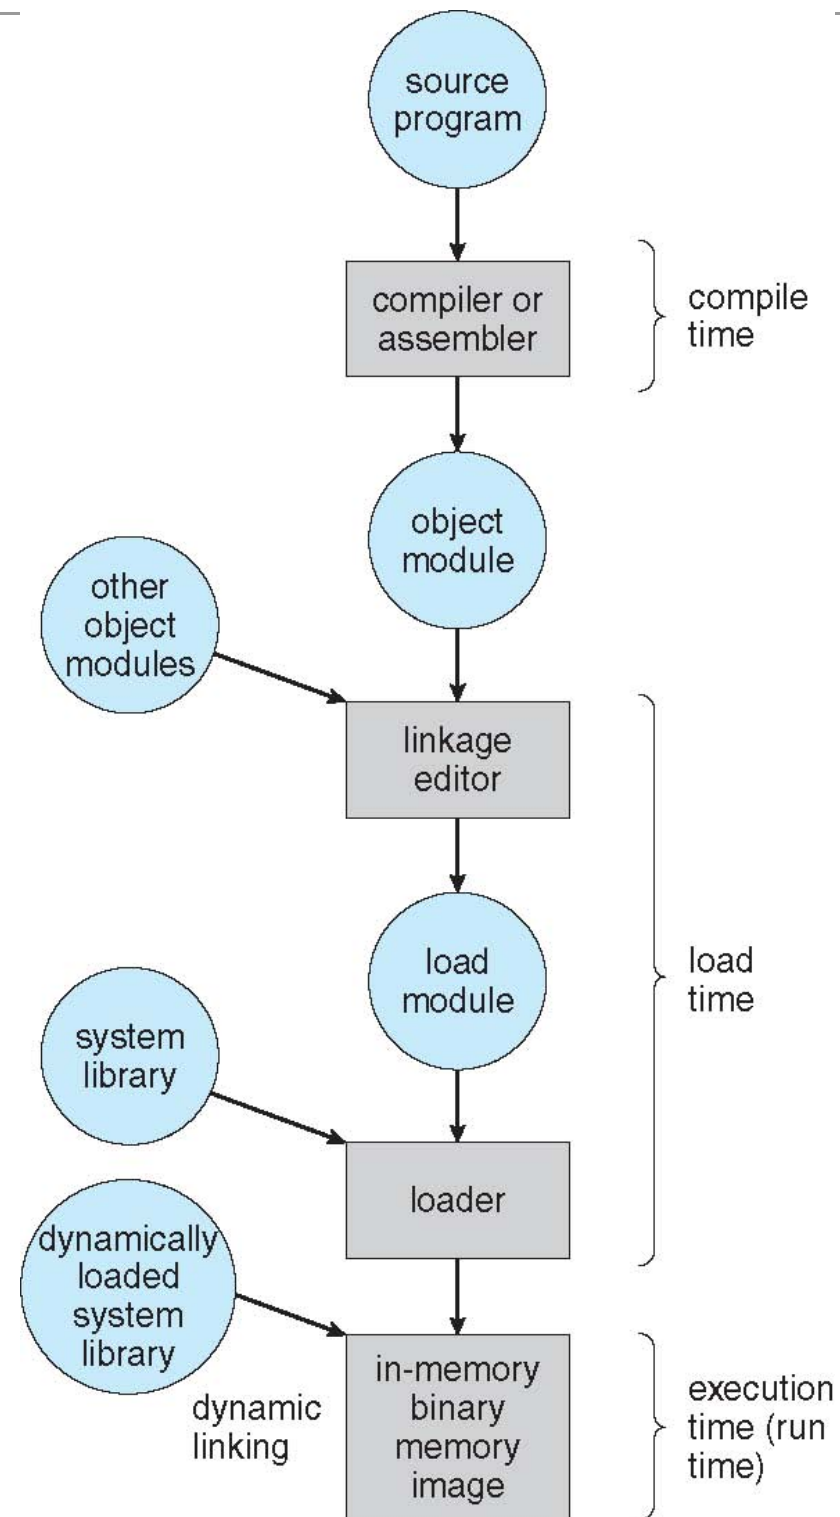 source
program
compiler or
assembler
compile
time
object
module
other
object
modules
linkage
editor
load
module
load
time
system
library
loader
dynamically
loaded
system
library
dynamic
linking
in-memory
binary
memory
image
execution
time (run
time)